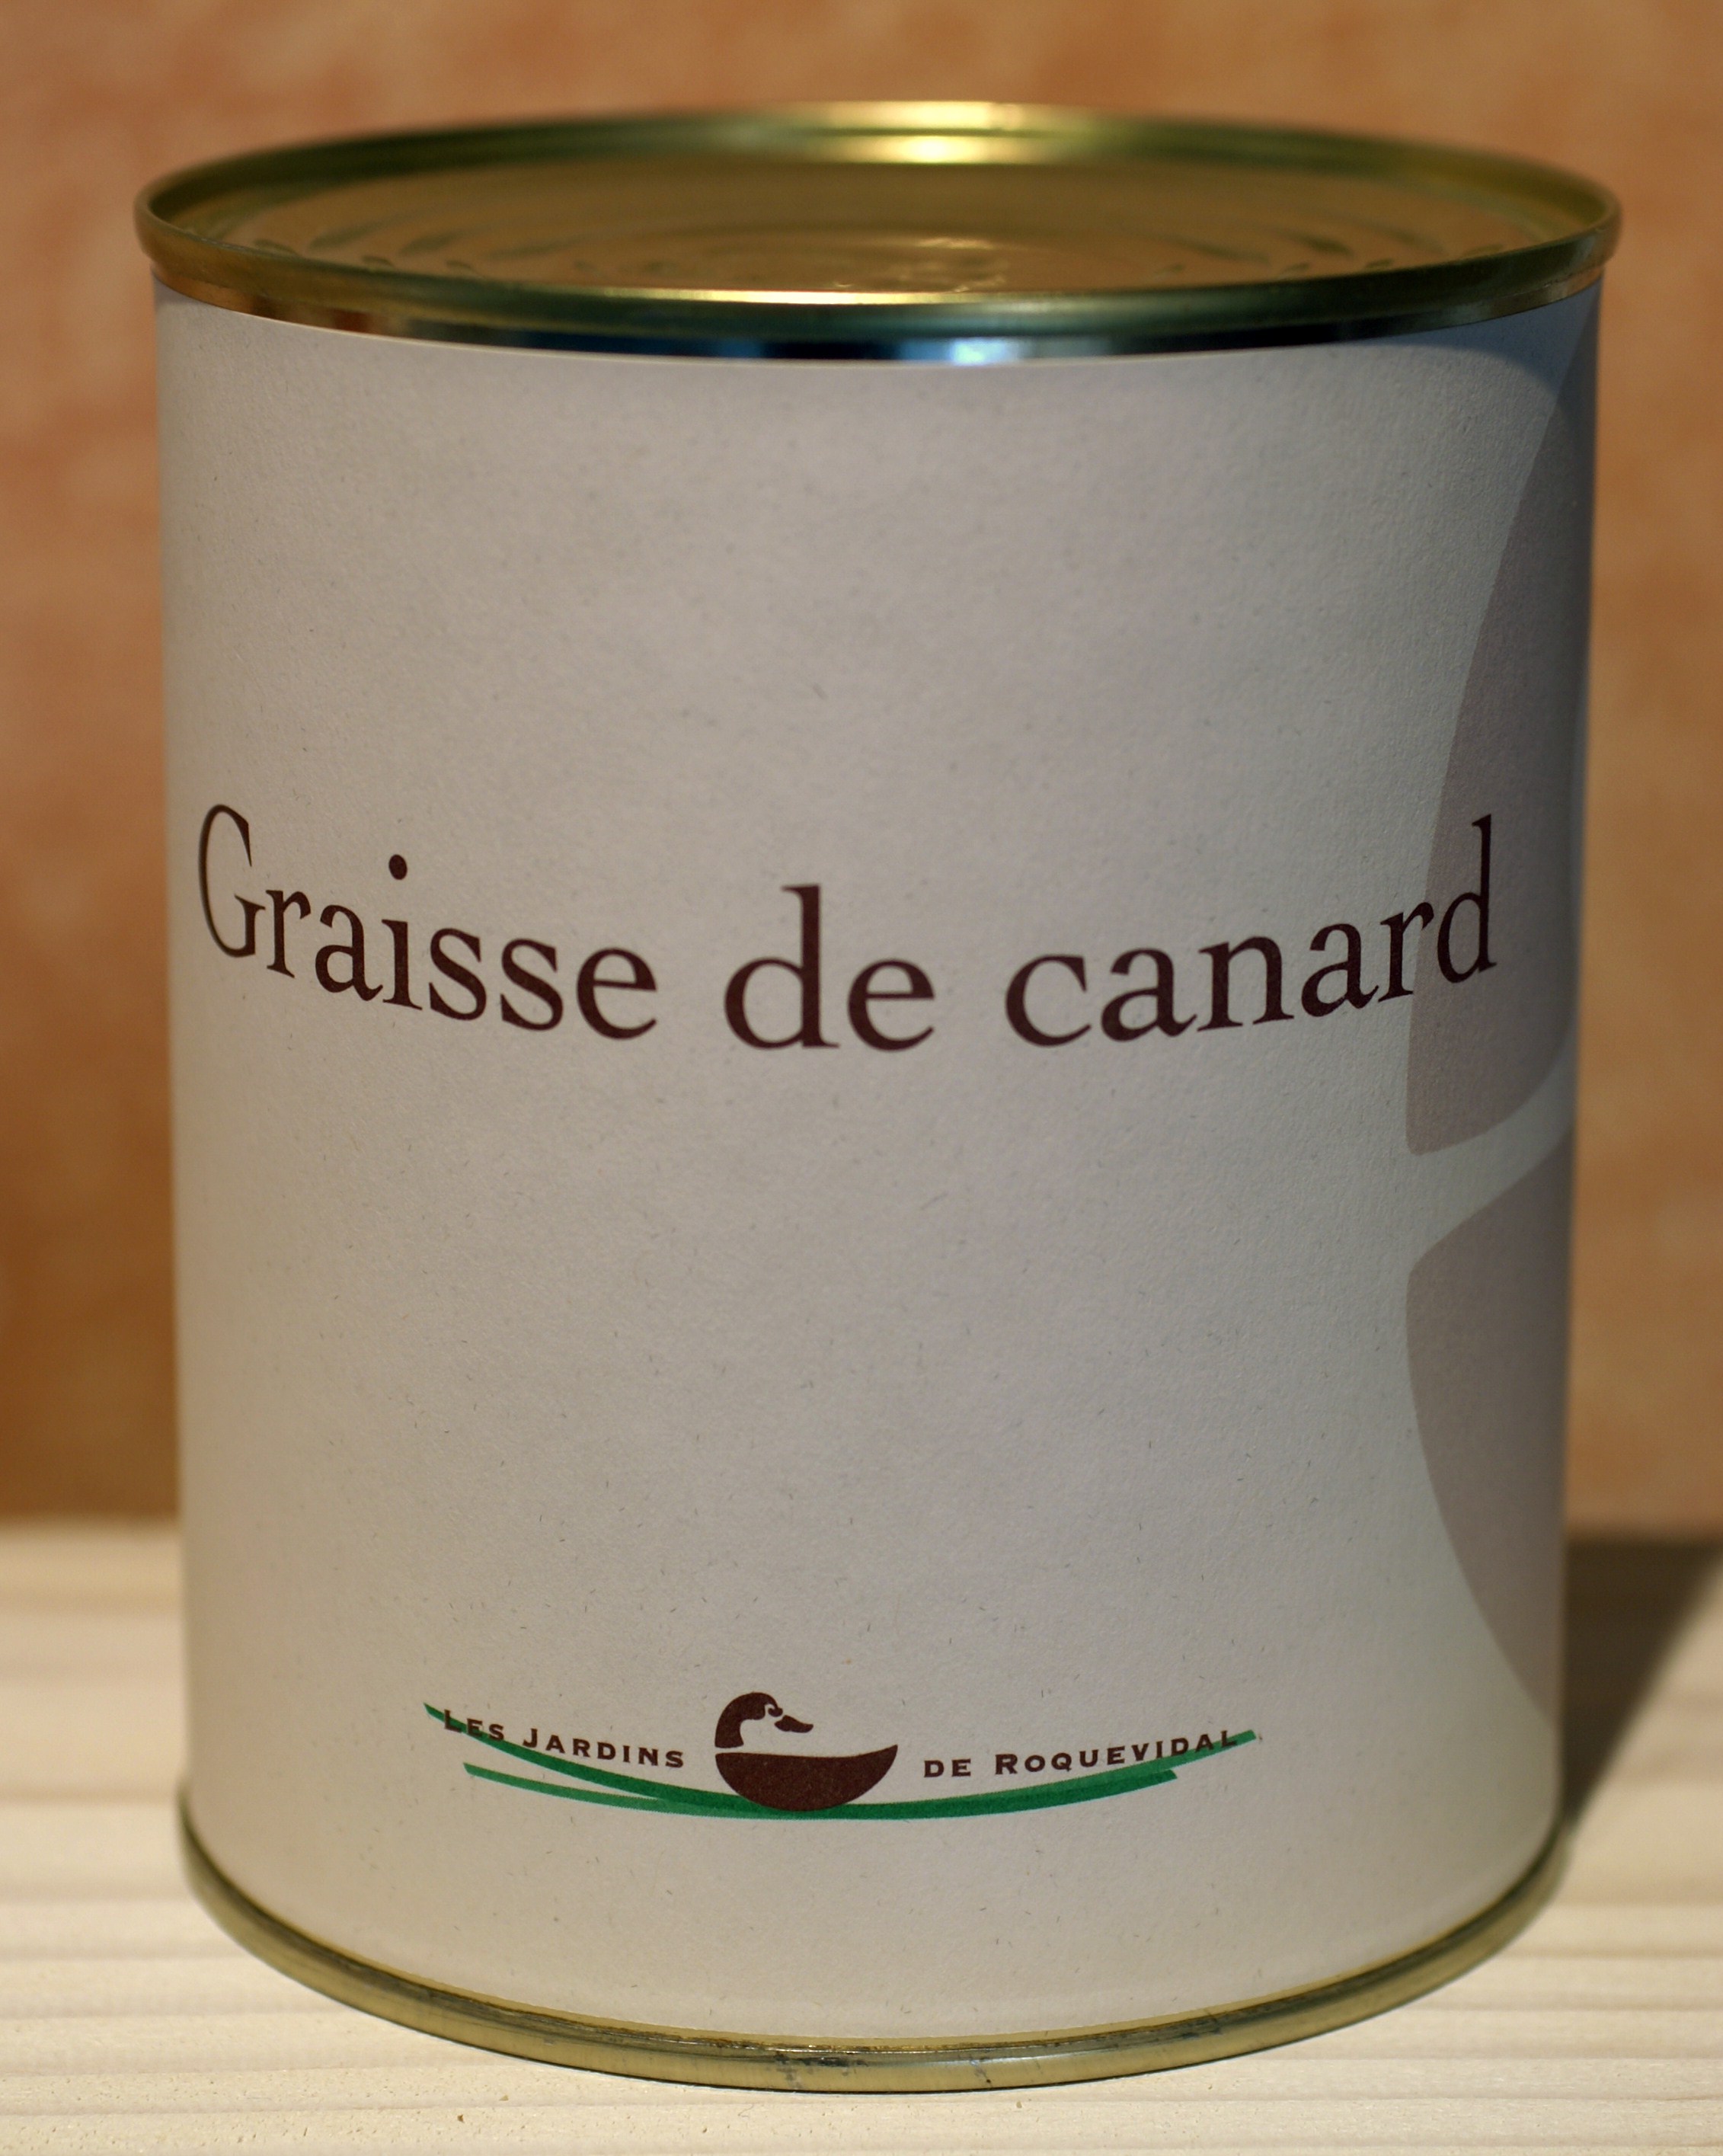 Graisse de canard
LES JARDINS DE ROQUEVIDAL